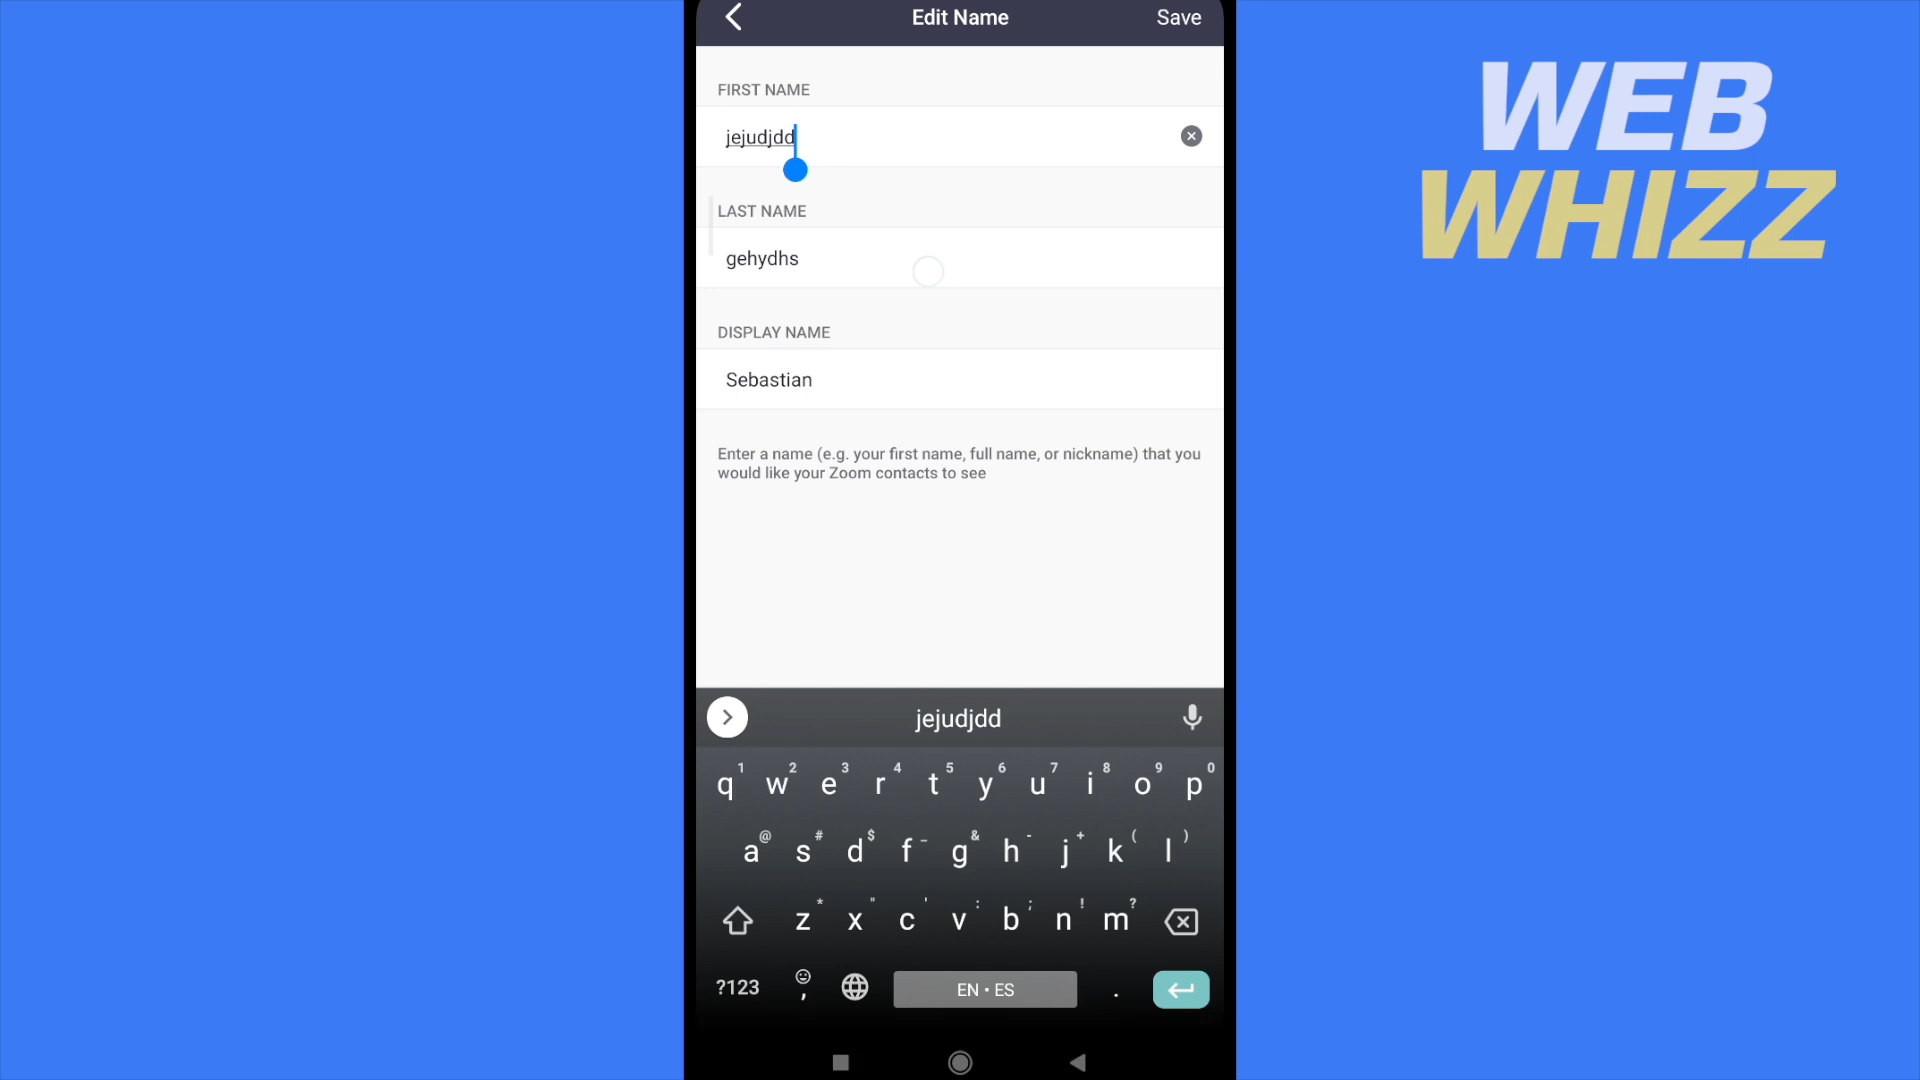 Edit Name
Save
WEB
WHIZZ
FIRST NAME
jejudjdd
LAST NAME
gehydhs
DISPLAY NAME
Sebastian
Enter a name (e.g. your first name, full name, or nickname) that you
would like your Zoom contacts to see
jejudjdd
q1 w2 e3 r4 t5 y6 u7 i8 o9 p0
a@ s# d$ f_ g& h- j+ k( l)
z* x" c' v: b; n! m?
?123 , EN • ES .